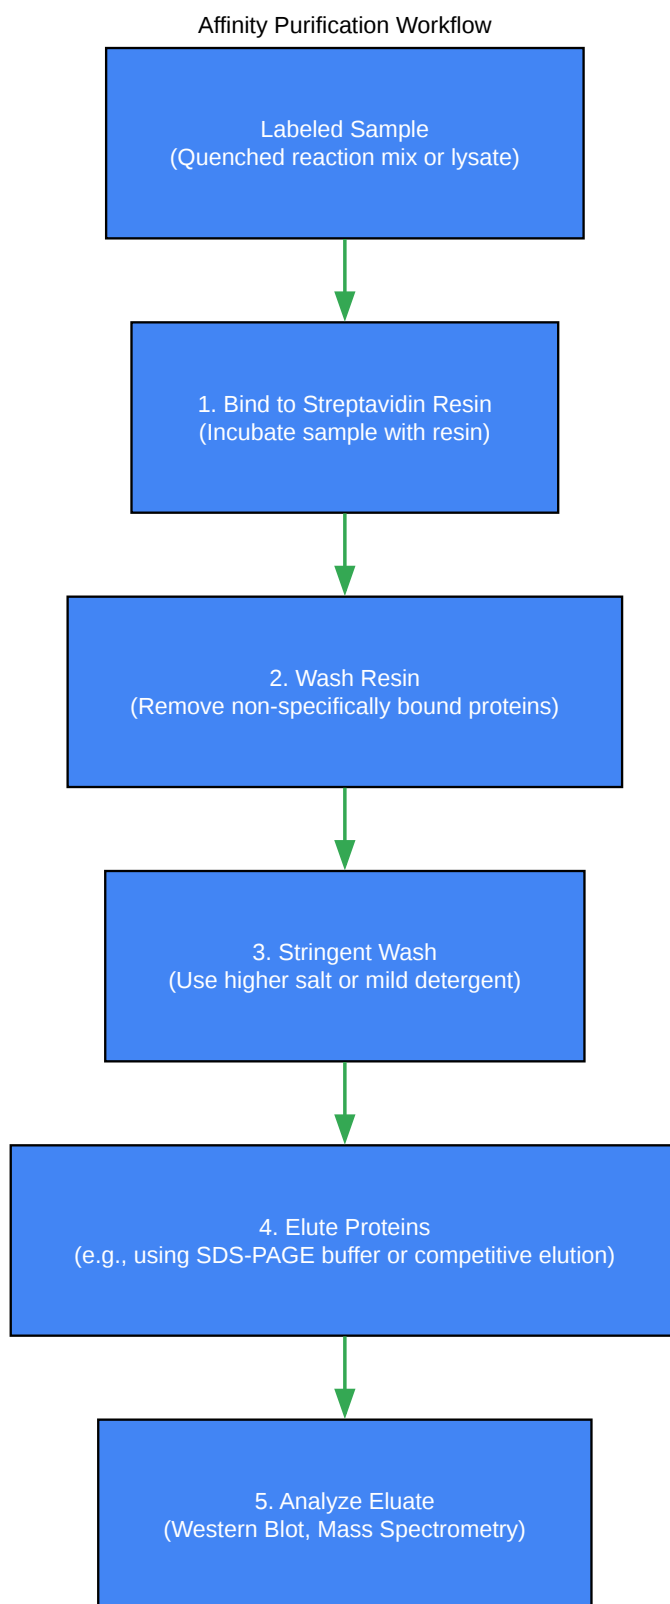 Affinity Purification Workflow
Labeled Sample
(Quenched reaction mix or lysate)
1. Bind to Streptavidin Resin
(Incubate sample with resin)
2. Wash Resin
(Remove non-specifically bound proteins)
3. Stringent Wash
(Use higher salt or mild detergent)
4. Elute Proteins
(e.g., using SDS-PAGE buffer or competitive elution)
5. Analyze Eluate
(Western Blot, Mass Spectrometry)